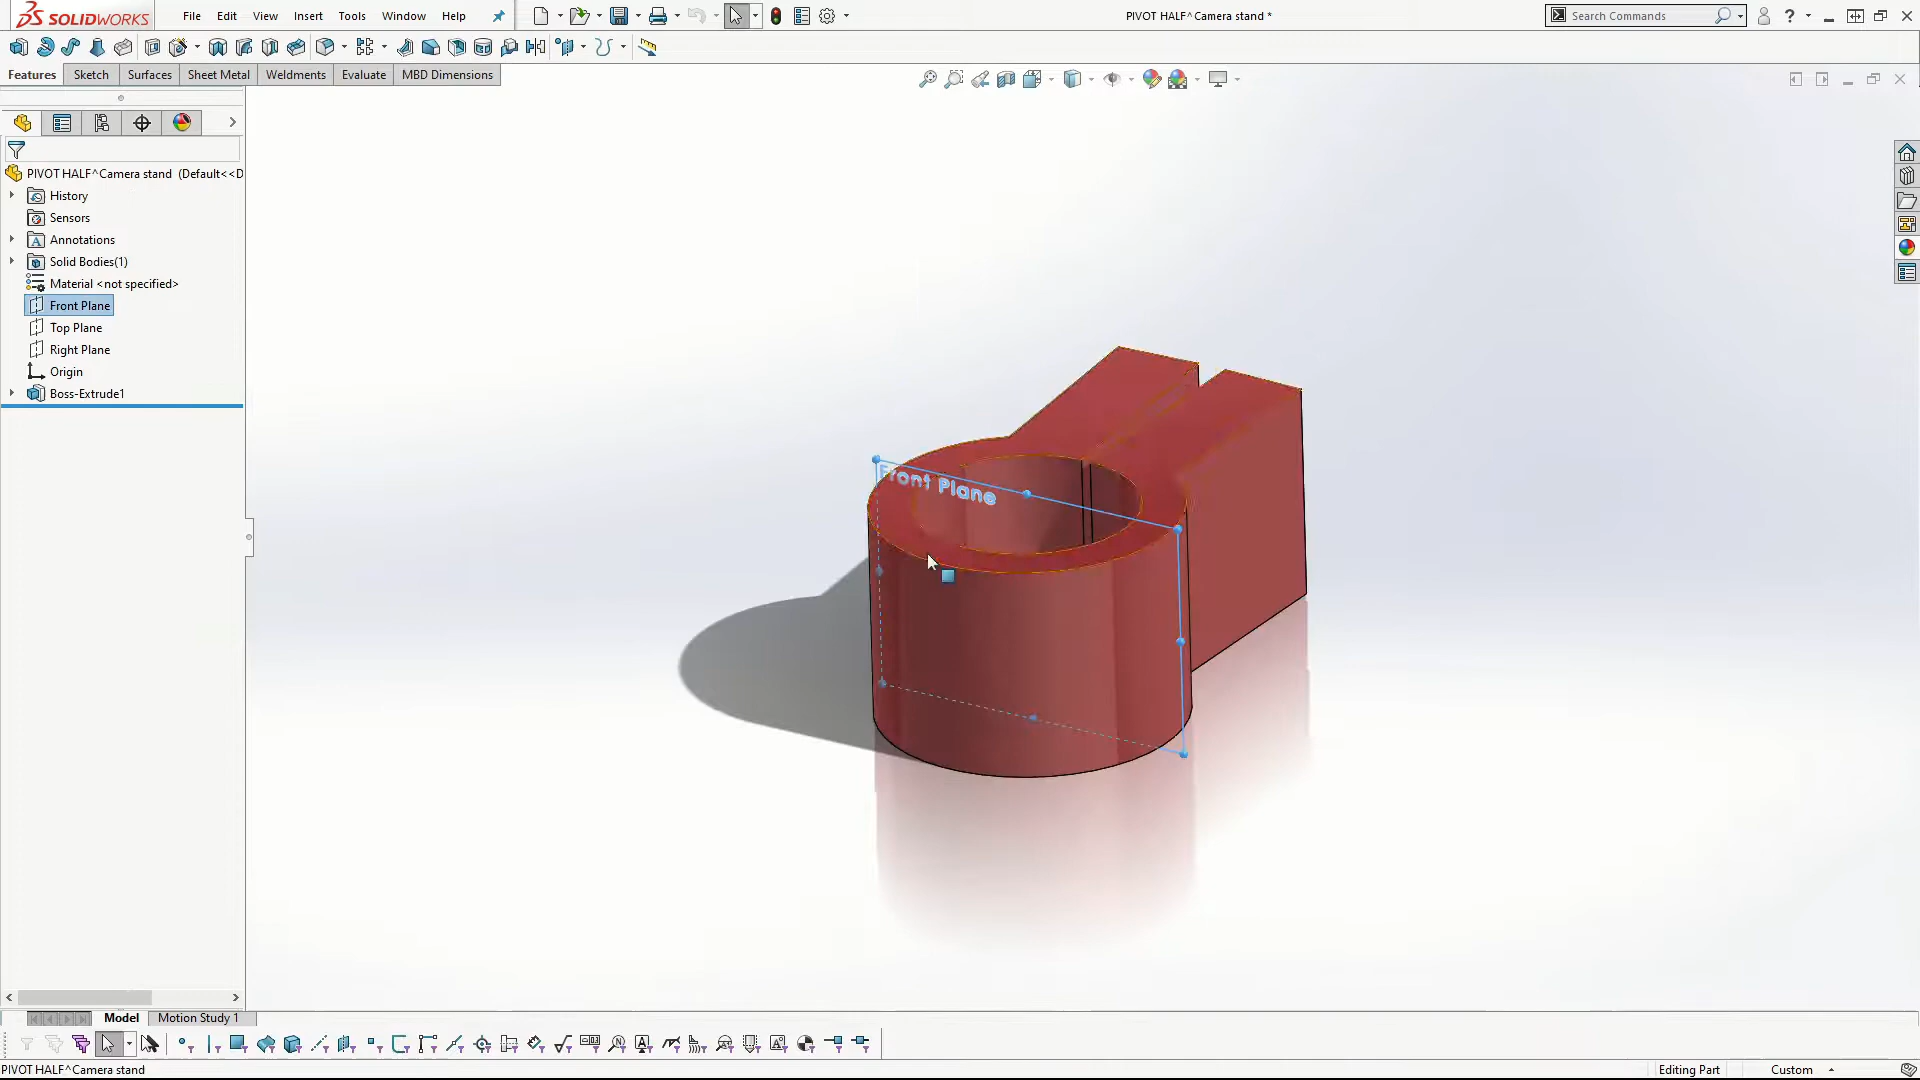 SOLIDWORKS File Edit View Insert Tools Window Help PIVOT HALF^Camera stand * Search Commands
Features Sketch Surfaces Sheet Metal Weldments Evaluate MBD Dimensions
PIVOT HALF^Camera stand (Default<<D
History
Sensors
Annotations
Solid Bodies(1)
Material <not specified>
Front Plane
Top Plane
Right Plane
Origin
Boss-Extrude1
Front Plane
Model Motion Study 1
PIVOT HALF^Camera stand Editing Part Custom